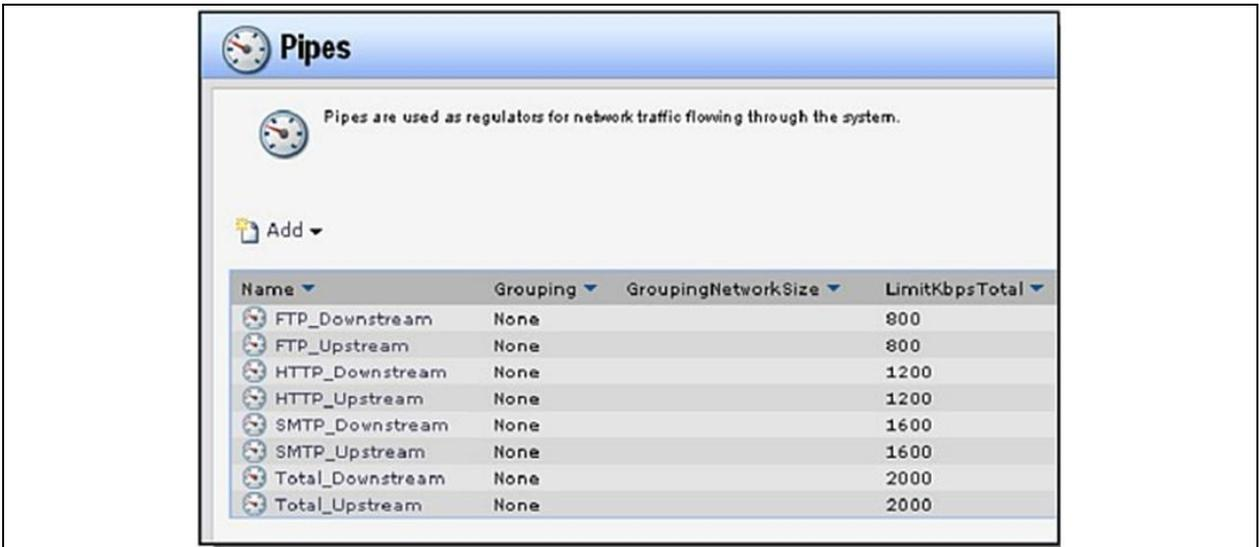 Pipes
Pipes are used as regulators for network traffic flowing through the system.
Add
Name Grouping GroupingNetworkSize LimitKbpsTotal
FTP_Downstream None 800
FTP_Upstream None 800
HTTP_Downstream None 1200
HTTP_Upstream None 1200
SMTP_Downstream None 1600
SMTP_Upstream None 1600
Total_Downstream None 2000
Total_Upstream None 2000